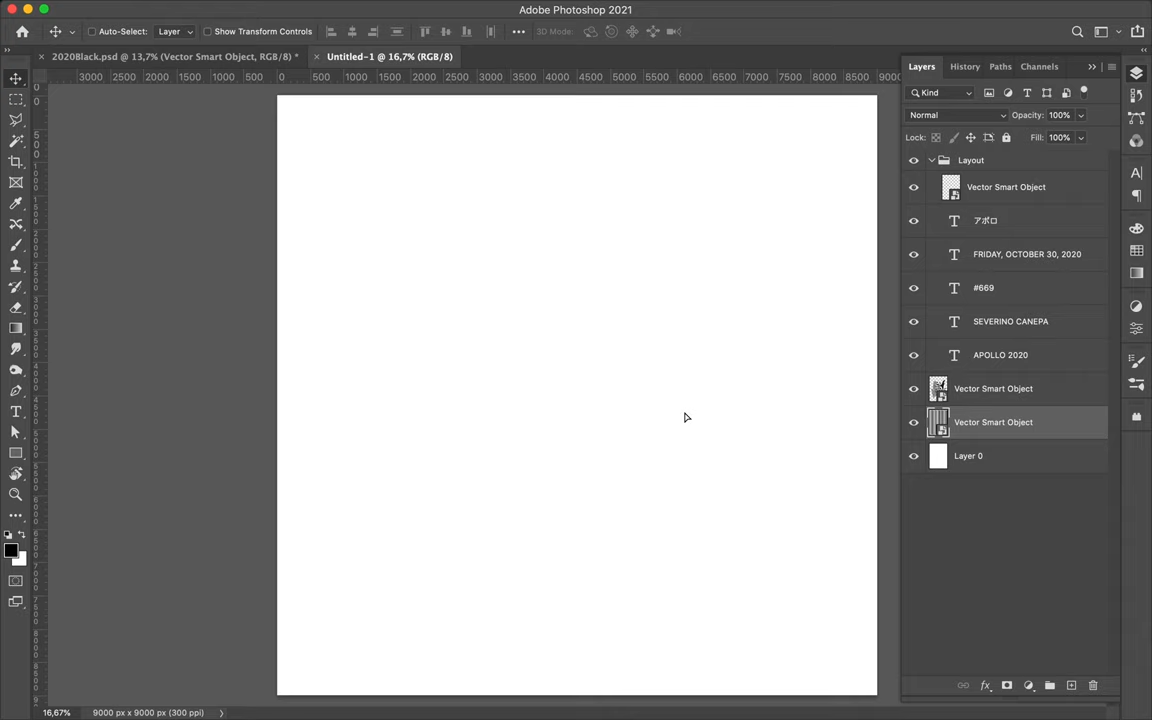 Adobe Photoshop 2021
Auto-Select: Layer Show Transform Controls 3D Mode:
2020Black.psd @ 13,7% (Vector Smart Object, RGB/8) * Untitled-1 @ 16,7% (RGB/8)
3000 2500 2000 1500 1000 500 0 500 1000 1500 2000 2500 3000 3500 4000 4500 5000 5500 6000 6500 7000 7500 8000 8500 9000
Layers History Paths Channels
Kind
Normal Opacity: 100%
Lock: Fill: 100%
Layout
Vector Smart Object
アポロ
FRIDAY, OCTOBER 30, 2020
#669
SEVERINO CANEPA
APOLLO 2020
Vector Smart Object
Vector Smart Object
Layer 0
fx
16,67% 9000 px x 9000 px (300 ppi)